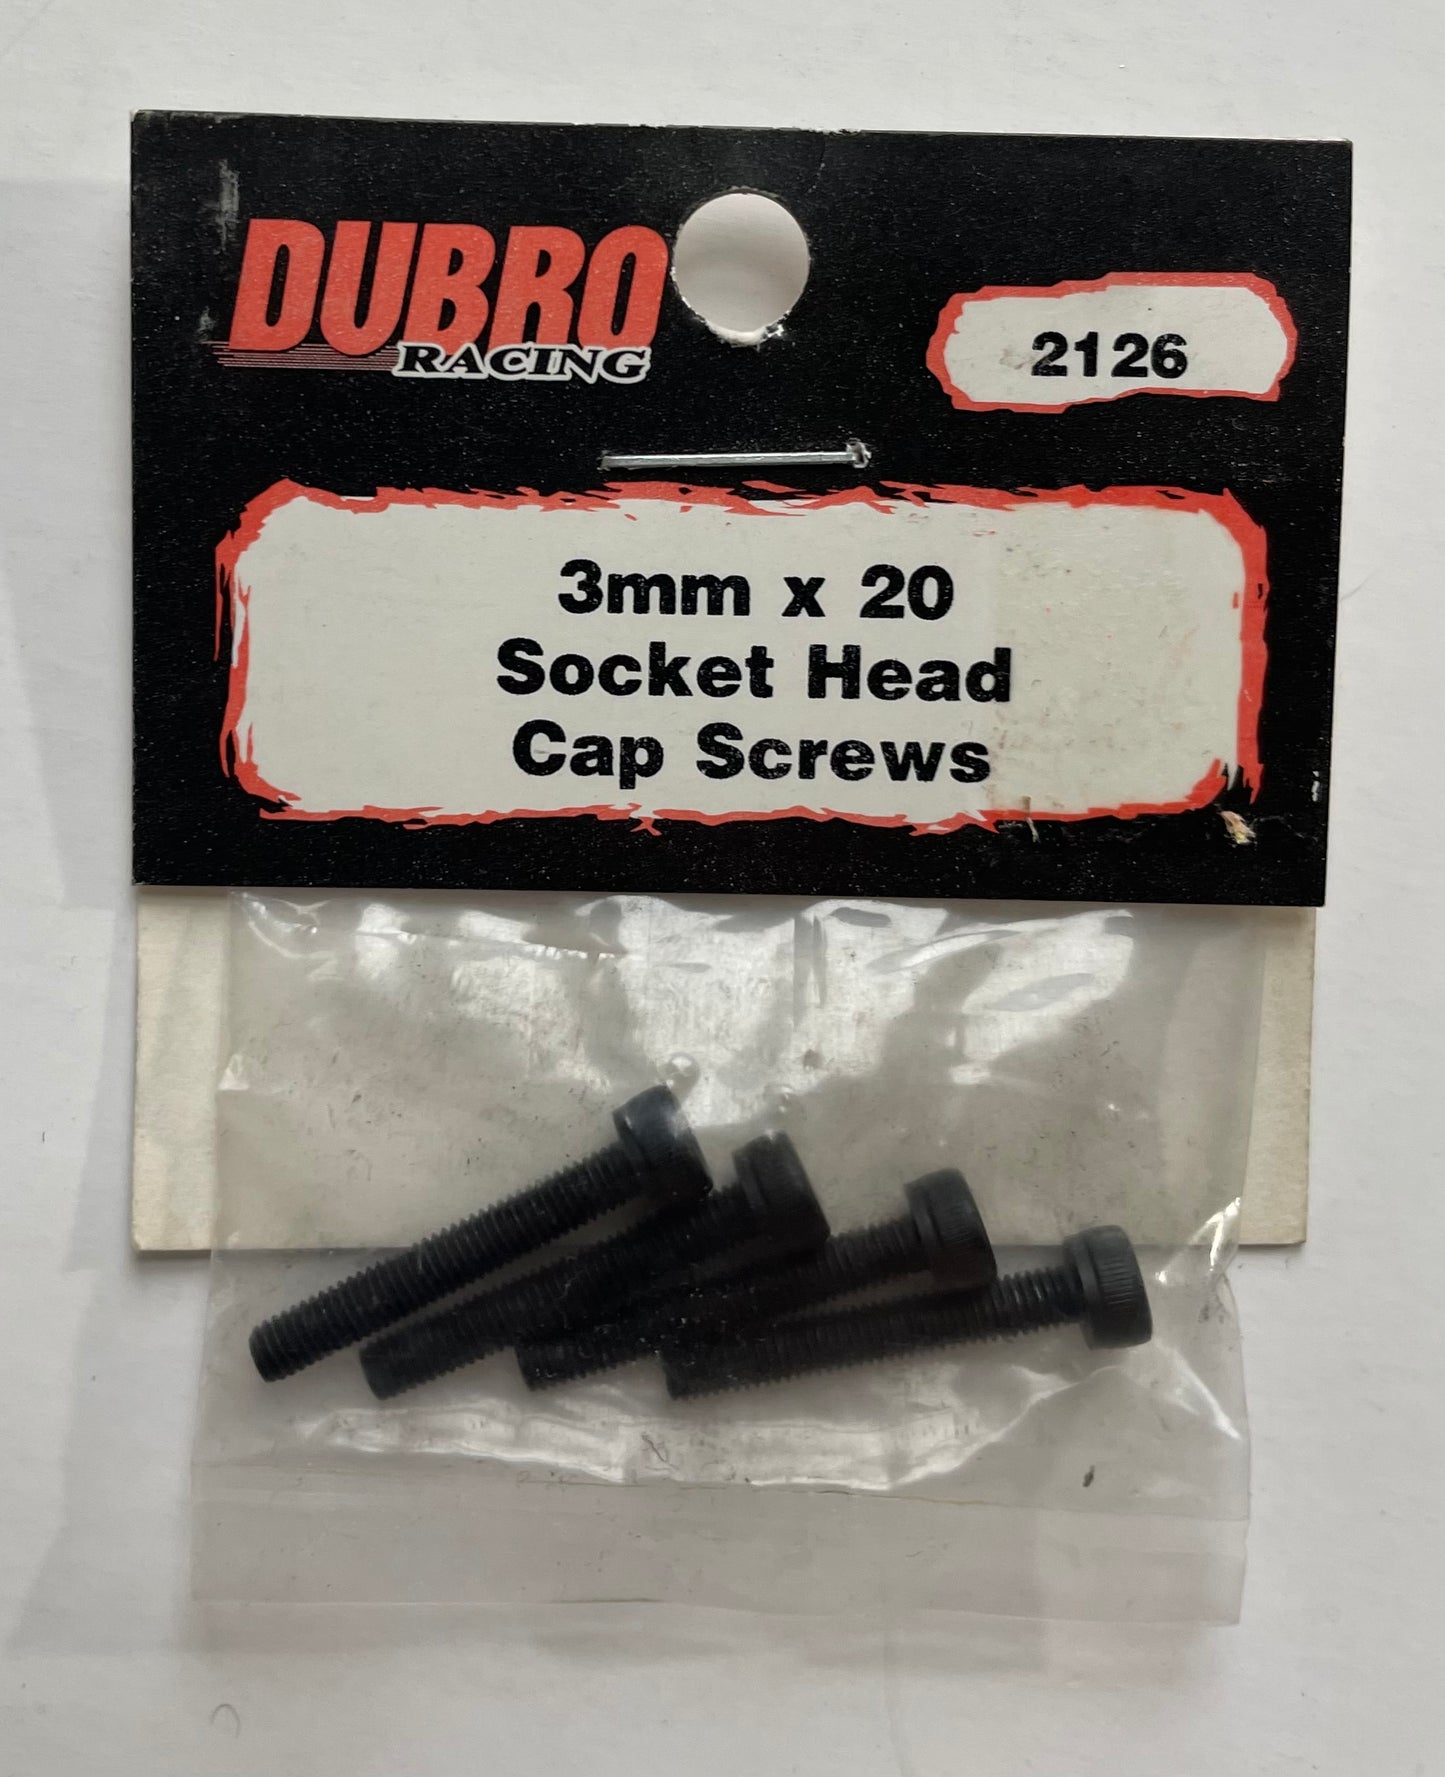 DUBRO
RACING
2126
3mm x 20
Socket Head
Cap Screws